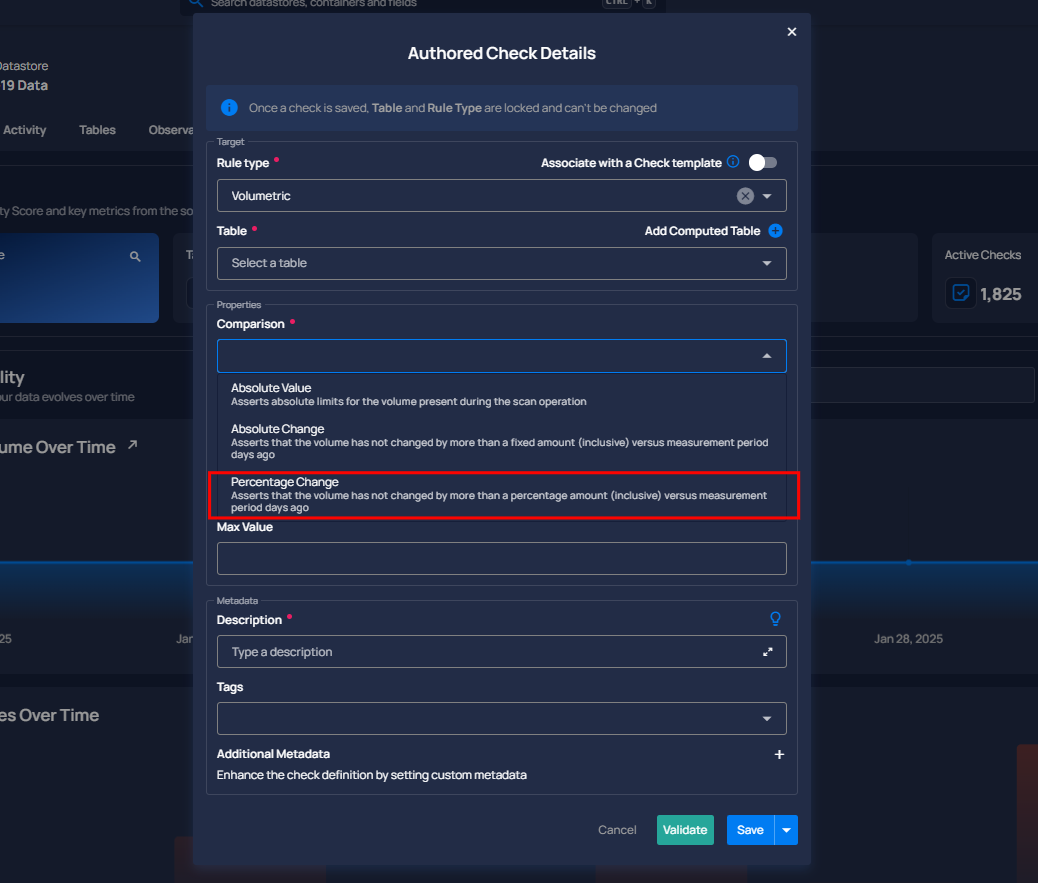 Search datastores, containers and fields
CTRL + K
Authored Check Details
Datastore
19 Data
Activity
Tables
Once a check is saved, Table and Rule Type are locked and can't be changed
Target
Rule type *
Associate with a Check template
Volumetric
Score and key metrics from the
Table *
Add Computed Table
Select a table
Active Checks
1,825
Properties
Comparison *
Absolute Value
Asserts absolute limits for the volume present during the scan operation
your data evolves over time
Absolute Change
Asserts that the volume has not changed by more than a fixed amount (inclusive) versus measurement period
days ago
Over Time
Percentage Change
Asserts that the volume has not changed by more than a percentage amount (inclusive) versus measurement
period days ago
Max Value
Metadata
Description *
25
Jan
Jan 28, 2025
Type a description
Tags
Over Time
Additional Metadata
Enhance the check definition by setting custom metadata
Cancel
Validate
Save